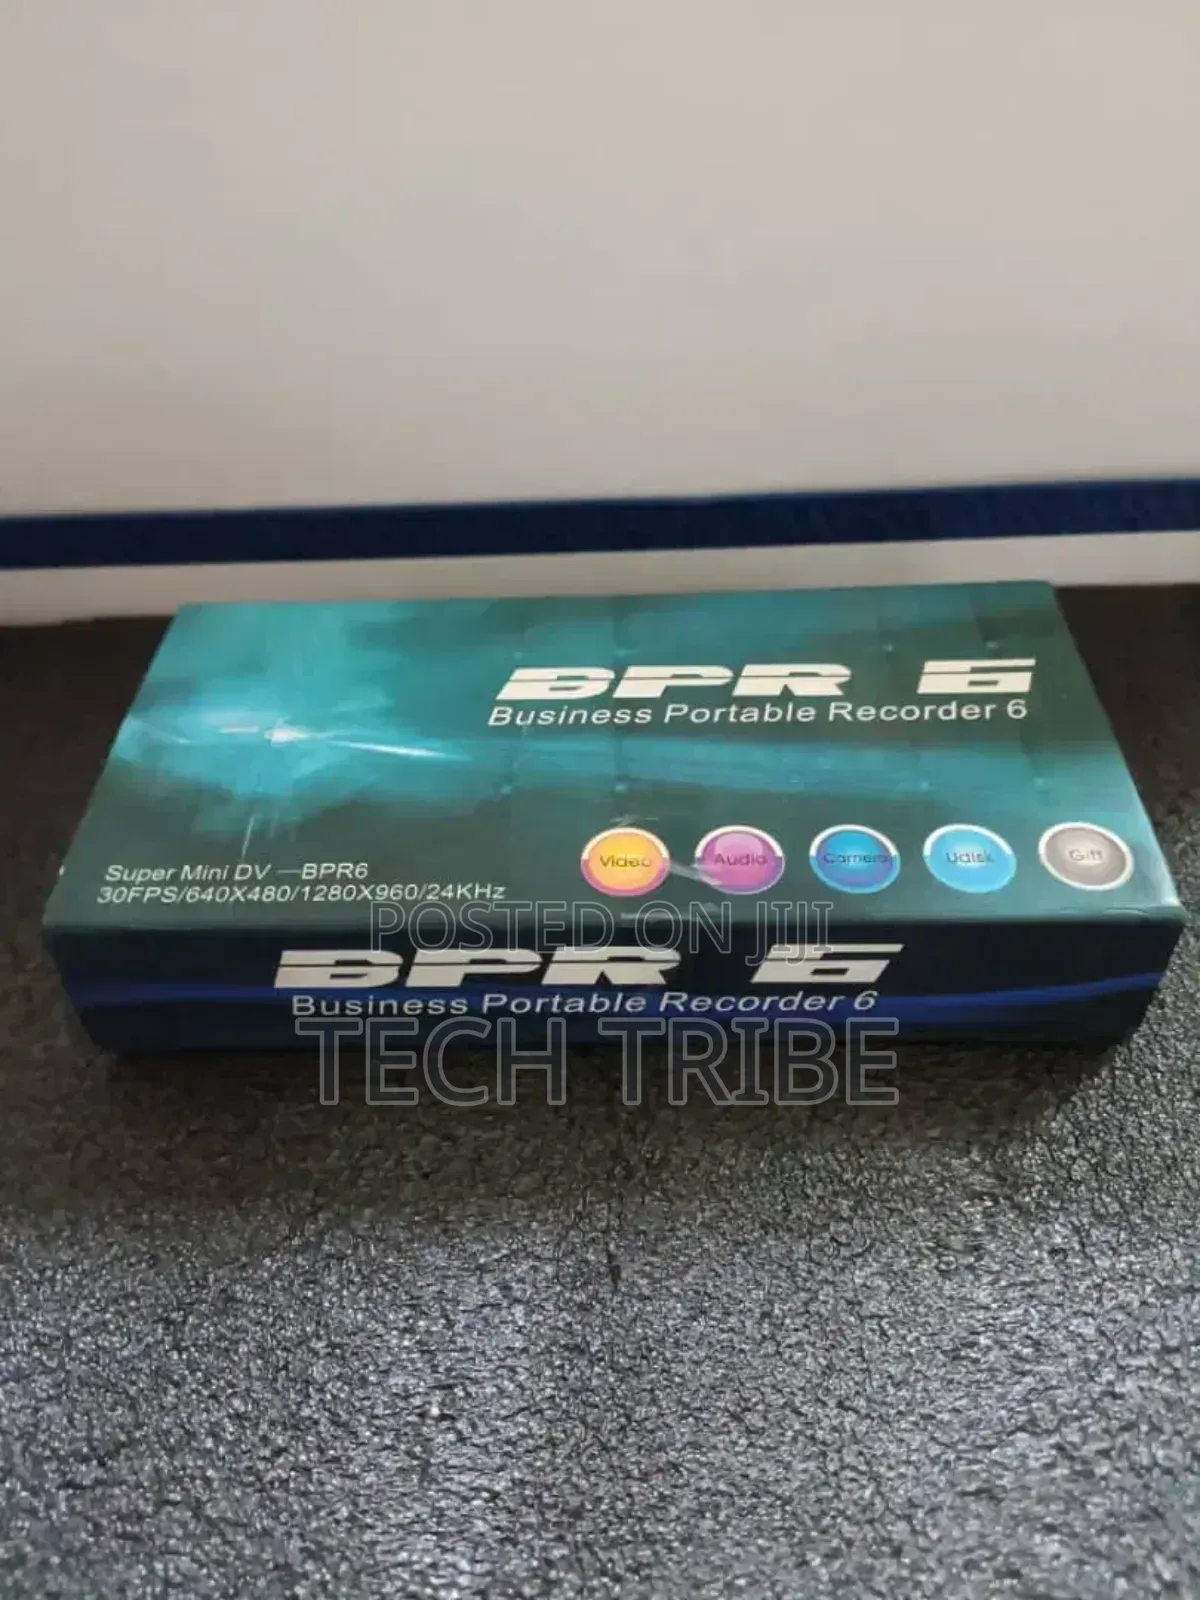 BPR 6
Business Portable Recorder 6
Video
Audio
Camera
Udisk
Gift
Super Mini DV —BPR6
30FPS/640X480/1280X960/24KHz
POSTED ON JIJI
BPR 6
Business Portable Recorder 6
TECH TRIBE